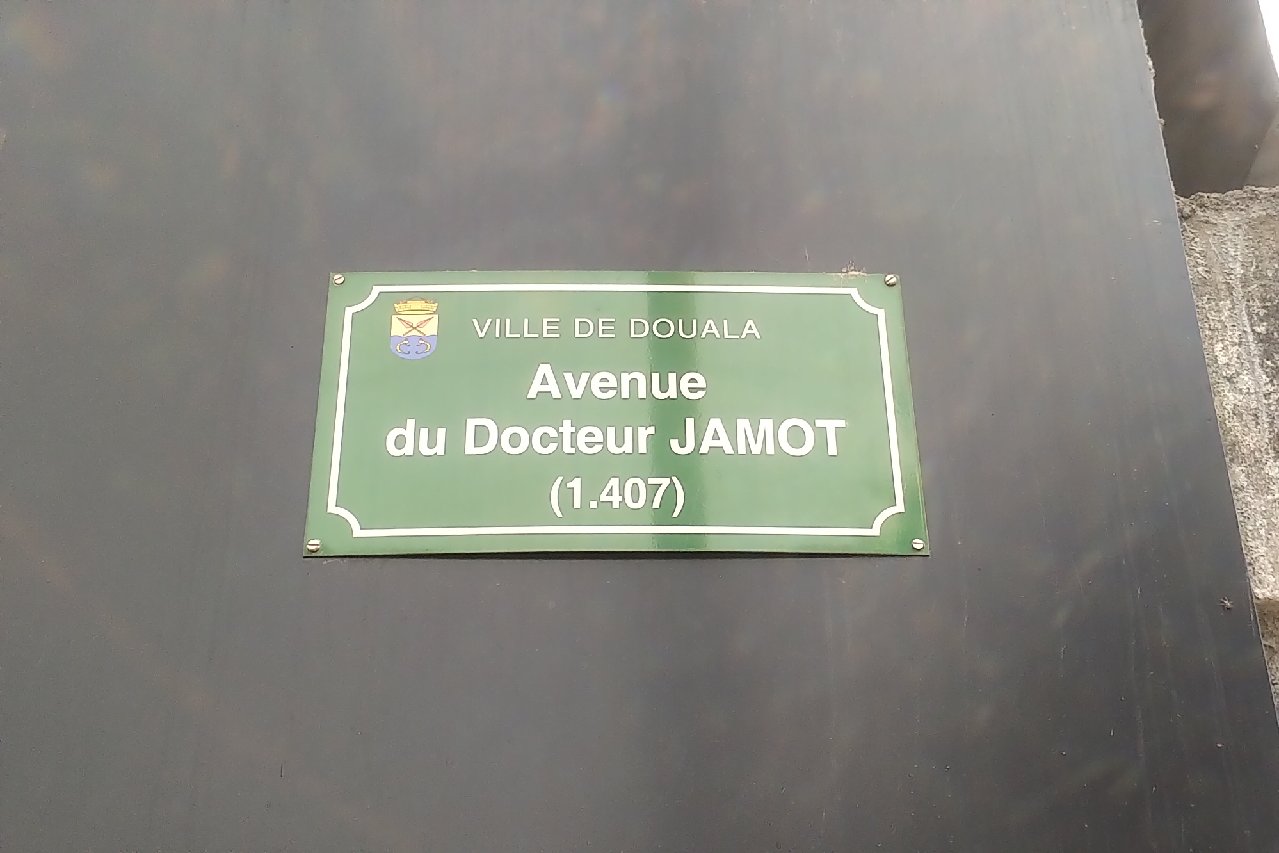 VILLE DE DOUALA
Avenue
du Docteur JAMOT
(1.407)